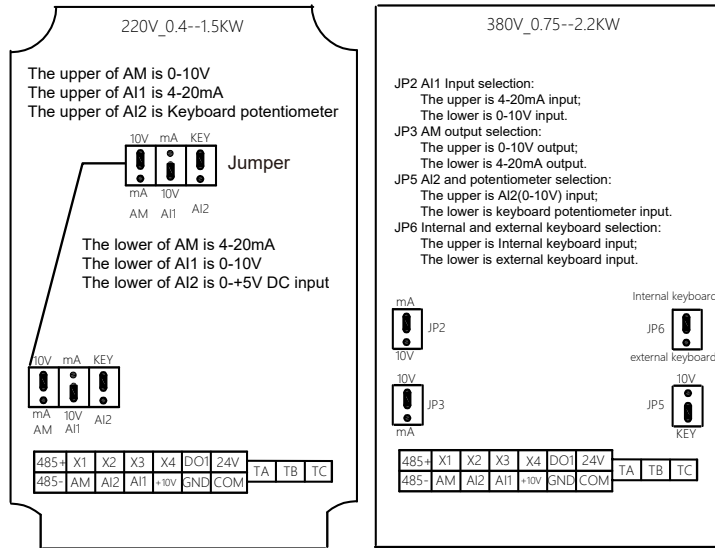 220V_0.4--1.5KW
The upper of AM is 0-10V
The upper of AI1 is 4-20mA
The upper of AI2 is Keyboard potentiometer
10V mA KEY
Jumper
mA 10V
AM AI1 AI2
The lower of AM is 4-20mA
The lower of AI1 is 0-10V
The lower of AI2 is 0-+5V DC input
10V mA KEY
mA 10V
AM AI1 AI2
485+ X1 X2 X3 X4 DO1 24V
TA TB TC
485- AM AI2 AI1 +10V GND COM
380V_0.75--2.2KW
JP2 AI1 Input selection:
The upper is 4-20mA input;
The lower is 0-10V input.
JP3 AM output selection:
The upper is 0-10V output;
The lower is 4-20mA output.
JP5 AI2 and potentiometer selection:
The upper is AI2(0-10V) input;
The lower is keyboard potentiometer input.
JP6 Internal and external keyboard selection:
The upper is Internal keyboard input;
The lower is external keyboard input.
mA
JP2
10V
Internal keyboard
JP6
external keyboard
10V
JP3
mA
10V
JP5
KEY
485+ X1 X2 X3 X4 DO1 24V
TA TB TC
485- AM AI2 AI1 +10V GND COM